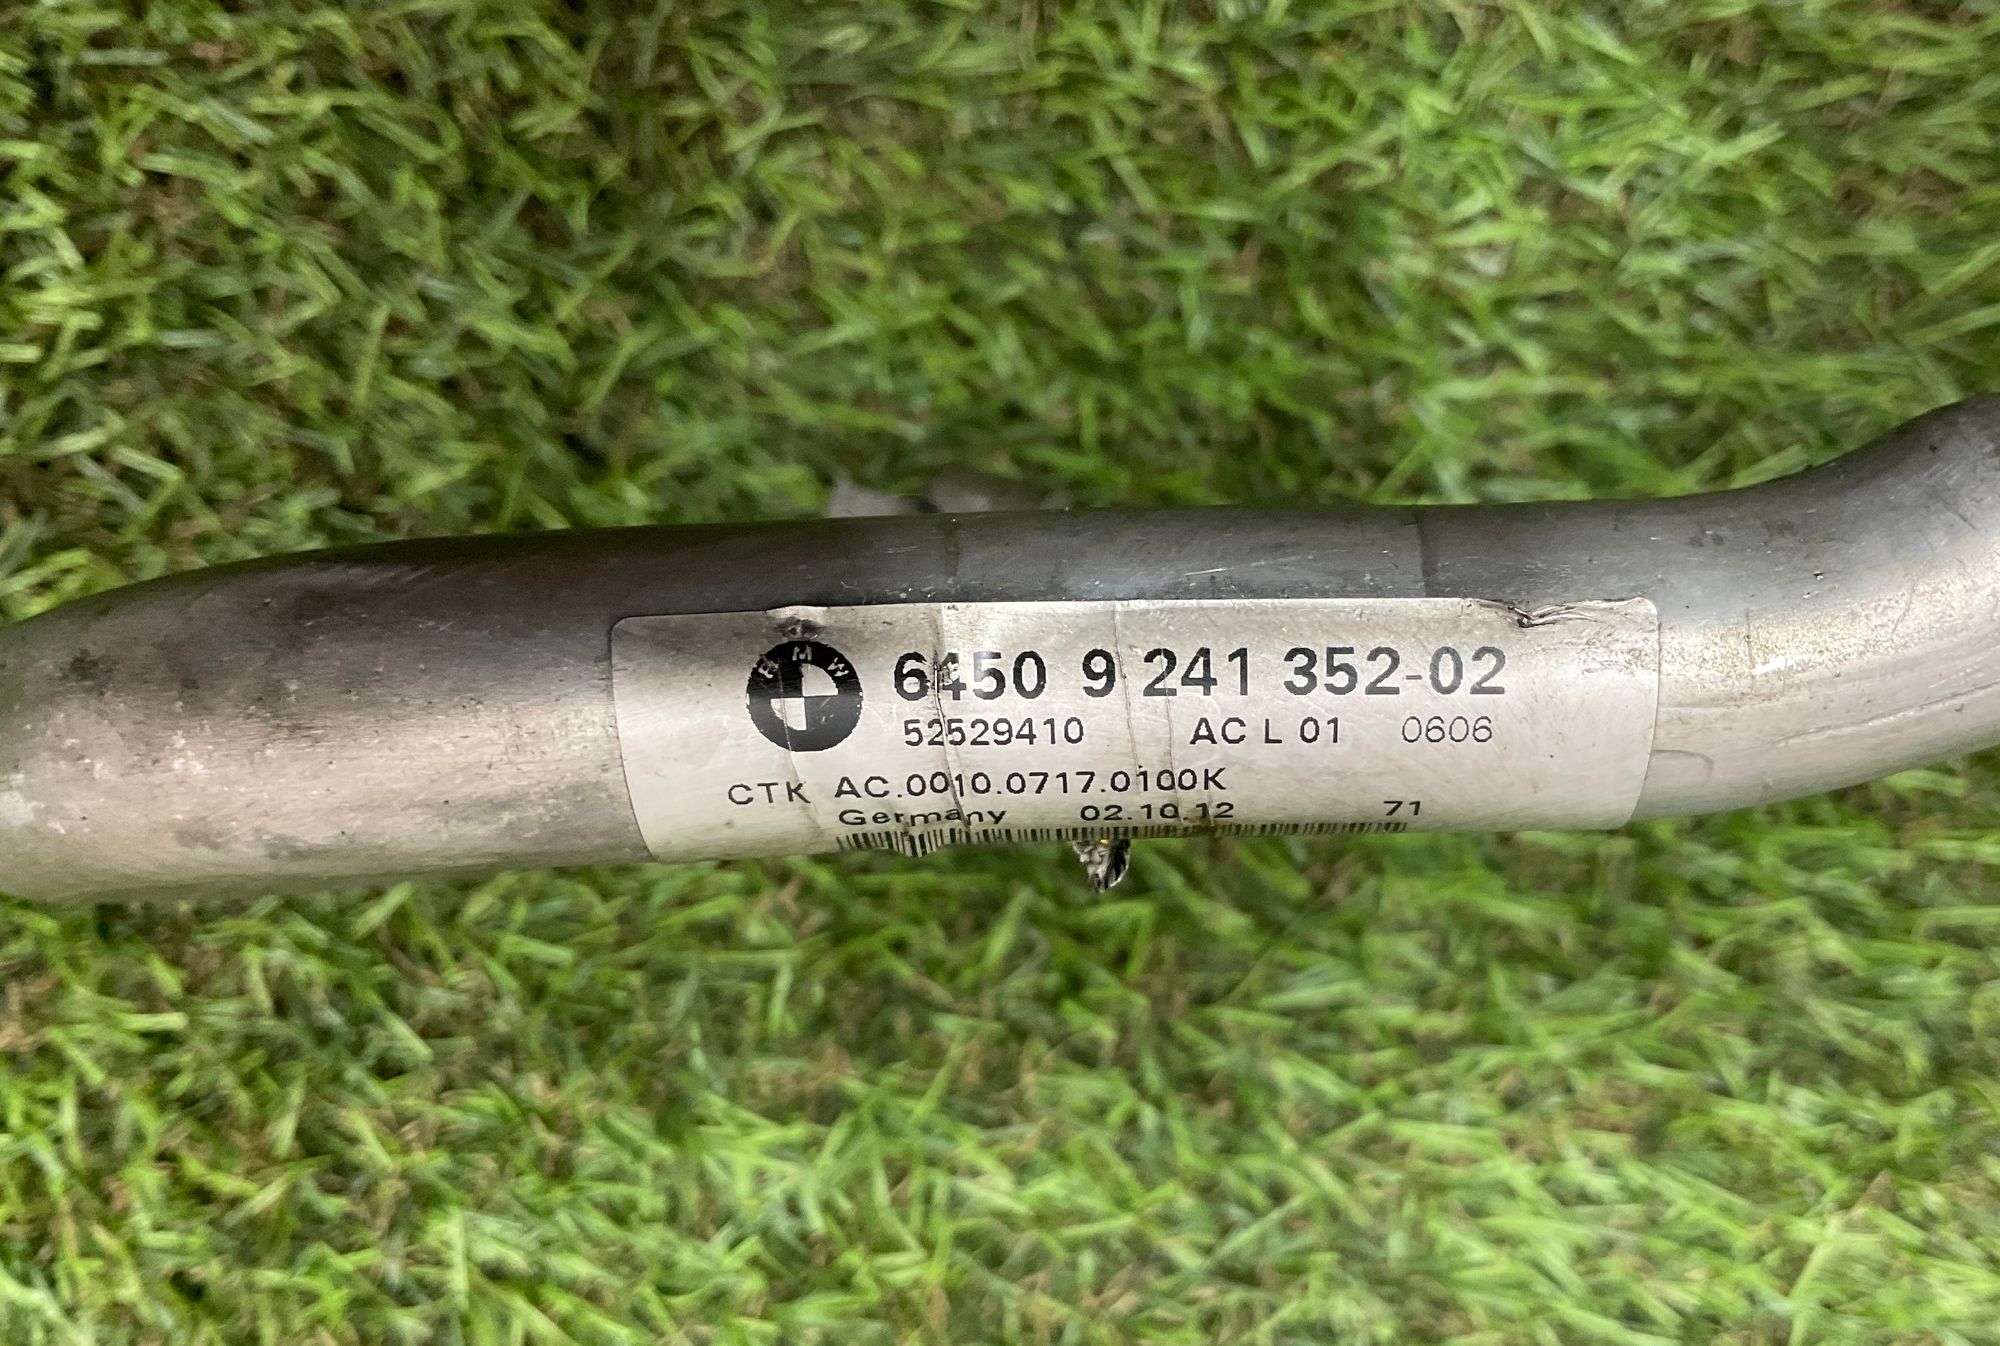 BMW 6450 9 241 352-02
52529410 AC L 01 0606
CTK AC.0010.0717.0100K
Germany 02.10.12 71